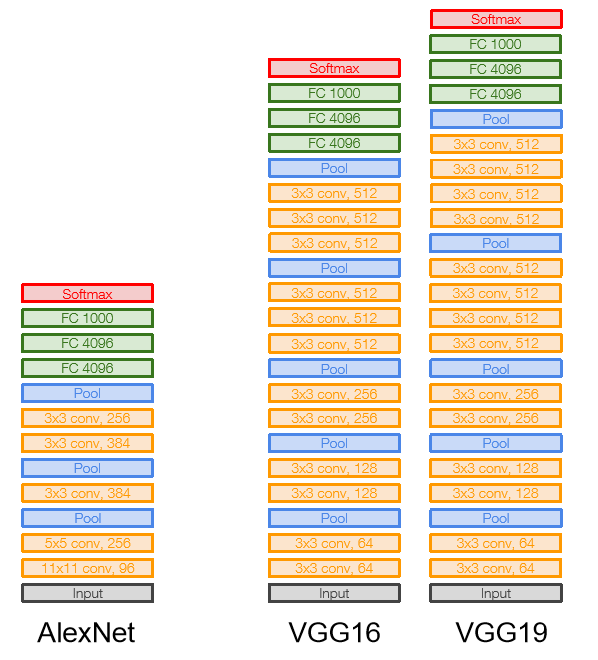 Softmax
FC 1000
FC 4096
FC 4096
Pool
3x3 conv, 256
3x3 conv, 384
Pool
3x3 conv, 384
Pool
5x5 conv, 256
11x11 conv, 96
Input
AlexNet
Softmax
FC 1000
FC 4096
FC 4096
Pool
3x3 conv, 512
3x3 conv, 512
3x3 conv, 512
Pool
3x3 conv, 512
3x3 conv, 512
3x3 conv, 512
Pool
3x3 conv, 256
3x3 conv, 256
Pool
3x3 conv, 128
3x3 conv, 128
Pool
3x3 conv, 64
3x3 conv, 64
Input
VGG16
Softmax
FC 1000
FC 4096
FC 4096
Pool
3x3 conv, 512
3x3 conv, 512
3x3 conv, 512
3x3 conv, 512
Pool
3x3 conv, 512
3x3 conv, 512
3x3 conv, 512
3x3 conv, 512
Pool
3x3 conv, 256
3x3 conv, 256
Pool
3x3 conv, 128
3x3 conv, 128
Pool
3x3 conv, 64
3x3 conv, 64
Input
VGG19